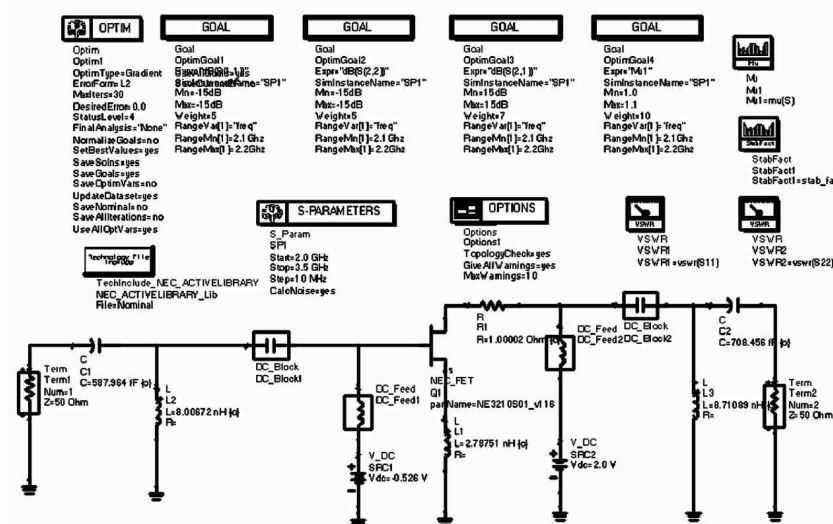 OPTIM
Optim
Optim1
OptimType=Gradient
ErrorForm=L2
MaxIters=30
DesiredError=0.0
StatusLevel=4
FinalAnalysis="None"
NormalizeGoals=no
SetBestValues=yes
SaveSolns=yes
SaveGoals=yes
SaveOptimVars=no
UpdateDataset=yes
SaveNominal=no
SaveAllIterations=no
UseAllOptVars=yes
GOAL
Goal
OptimGoal1
Min=-15dB
Max=-15dB
Weight=5
RangeVar[1]="freq"
RangeMin[1]=2.1 Ghz
RangeMax[1]=2.2Ghz
GOAL
Goal
OptimGoal2
Expr="dB(S(2,2))"
SimInstanceName="SP1"
Min=-15dB
Max=-15dB
Weight=5
RangeVar[1]="freq"
RangeMin[1]=2.1 Ghz
RangeMax[1]=2.2Ghz
GOAL
Goal
OptimGoal3
Expr="dB(S(2,1))"
SimInstanceName="SP1"
Min=15dB
Max=15dB
Weight=7
RangeVar[1]="freq"
RangeMin[1]=2.1 Ghz
RangeMax[1]=2.2Ghz
GOAL
Goal
OptimGoal4
Expr="Mu1"
SimInstanceName="SP1"
Min=1.0
Max=1.1
Weight=10
RangeVar[1]="freq"
RangeMin[1]=2.1 Ghz
RangeMax[1]=2.2Ghz
Mu
Mu
Mu1
Mu1=mu(S)
StabFact
StabFact
StabFact1
StabFact1=stab_fa
S-PARAMETERS
S_Param
SP1
Start=2.0 GHz
Stop=3.5 GHz
Step=10 MHz
CalcNoise=yes
OPTIONS
Options
Options1
TopologyCheck=yes
GiveAllWarnings=yes
MaxWarnings=10
VSWR
VSWR
VSWR1
VSWR1=vswr(S11)
VSWR
VSWR
VSWR2
VSWR2=vswr(S22)
Technology File
TechInclude_NEC_ACTIVELIBRARY
NEC_ACTIVELIBRARY_Lib
File=Nominal
Term
Term1
Num=1
Z=50 Ohm
C
C1
C=587.964 fF {o}
L
L2
L=8.00672 nH {o}
R=
DC_Block
DC_Block1
DC_Feed
DC_Feed1
V_DC
SRC1
Vdc=-0.526 V
NEC_FET
Q1
parName=NE3210S01_v116
L
L1
L=2.78751 nH {o}
R=
R
R1
R=1.00002 Ohm {o}
DC_Feed
DC_Feed2
V_DC
SRC2
Vdc=2.0 V
DC_Block
DC_Block2
L
L3
L=8.71089 nH {o}
R=
C
C2
C=708.456 fF {o}
Term
Term2
Num=2
Z=50 Ohm